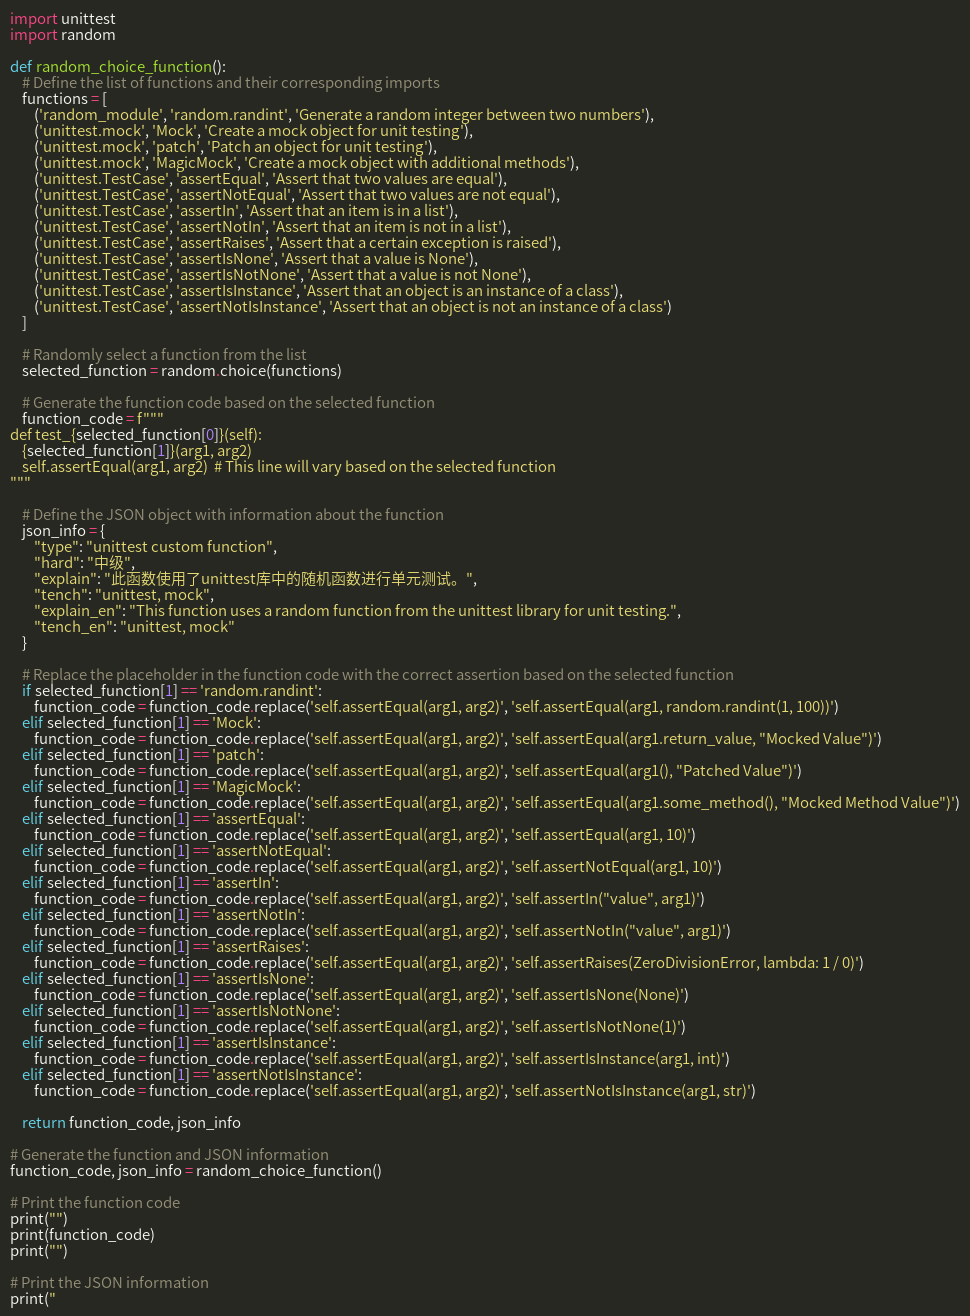 import unittest
import random

def random_choice_function():
    # Define the list of functions and their corresponding imports
    functions = [
        ('random_module', 'random.randint', 'Generate a random integer between two numbers'),
        ('unittest.mock', 'Mock', 'Create a mock object for unit testing'),
        ('unittest.mock', 'patch', 'Patch an object for unit testing'),
        ('unittest.mock', 'MagicMock', 'Create a mock object with additional methods'),
        ('unittest.TestCase', 'assertEqual', 'Assert that two values are equal'),
        ('unittest.TestCase', 'assertNotEqual', 'Assert that two values are not equal'),
        ('unittest.TestCase', 'assertIn', 'Assert that an item is in a list'),
        ('unittest.TestCase', 'assertNotIn', 'Assert that an item is not in a list'),
        ('unittest.TestCase', 'assertRaises', 'Assert that a certain exception is raised'),
        ('unittest.TestCase', 'assertIsNone', 'Assert that a value is None'),
        ('unittest.TestCase', 'assertIsNotNone', 'Assert that a value is not None'),
        ('unittest.TestCase', 'assertIsInstance', 'Assert that an object is an instance of a class'),
        ('unittest.TestCase', 'assertNotIsInstance', 'Assert that an object is not an instance of a class')
    ]

    # Randomly select a function from the list
    selected_function = random.choice(functions)

    # Generate the function code based on the selected function
    function_code = f"""
def test_{selected_function[0]}(self):
    {selected_function[1]}(arg1, arg2)
    self.assertEqual(arg1, arg2)  # This line will vary based on the selected function
"""

    # Define the JSON object with information about the function
    json_info = {
        "type": "unittest custom function",
        "hard": "中级",
        "explain": "此函数使用了unittest库中的随机函数进行单元测试。",
        "tench": "unittest, mock",
        "explain_en": "This function uses a random function from the unittest library for unit testing.",
        "tench_en": "unittest, mock"
    }

    # Replace the placeholder in the function code with the correct assertion based on the selected function
    if selected_function[1] == 'random.randint':
        function_code = function_code.replace('self.assertEqual(arg1, arg2)', 'self.assertEqual(arg1, random.randint(1, 100))')
    elif selected_function[1] == 'Mock':
        function_code = function_code.replace('self.assertEqual(arg1, arg2)', 'self.assertEqual(arg1.return_value, "Mocked Value")')
    elif selected_function[1] == 'patch':
        function_code = function_code.replace('self.assertEqual(arg1, arg2)', 'self.assertEqual(arg1(), "Patched Value")')
    elif selected_function[1] == 'MagicMock':
        function_code = function_code.replace('self.assertEqual(arg1, arg2)', 'self.assertEqual(arg1.some_method(), "Mocked Method Value")')
    elif selected_function[1] == 'assertEqual':
        function_code = function_code.replace('self.assertEqual(arg1, arg2)', 'self.assertEqual(arg1, 10)')
    elif selected_function[1] == 'assertNotEqual':
        function_code = function_code.replace('self.assertEqual(arg1, arg2)', 'self.assertNotEqual(arg1, 10)')
    elif selected_function[1] == 'assertIn':
        function_code = function_code.replace('self.assertEqual(arg1, arg2)', 'self.assertIn("value", arg1)')
    elif selected_function[1] == 'assertNotIn':
        function_code = function_code.replace('self.assertEqual(arg1, arg2)', 'self.assertNotIn("value", arg1)')
    elif selected_function[1] == 'assertRaises':
        function_code = function_code.replace('self.assertEqual(arg1, arg2)', 'self.assertRaises(ZeroDivisionError, lambda: 1 / 0)')
    elif selected_function[1] == 'assertIsNone':
        function_code = function_code.replace('self.assertEqual(arg1, arg2)', 'self.assertIsNone(None)')
    elif selected_function[1] == 'assertIsNotNone':
        function_code = function_code.replace('self.assertEqual(arg1, arg2)', 'self.assertIsNotNone(1)')
    elif selected_function[1] == 'assertIsInstance':
        function_code = function_code.replace('self.assertEqual(arg1, arg2)', 'self.assertIsInstance(arg1, int)')
    elif selected_function[1] == 'assertNotIsInstance':
        function_code = function_code.replace('self.assertEqual(arg1, arg2)', 'self.assertNotIsInstance(arg1, str)')

    return function_code, json_info

# Generate the function and JSON information
function_code, json_info = random_choice_function()

# Print the function code
print("")
print(function_code)
print("")

# Print the JSON information
print("